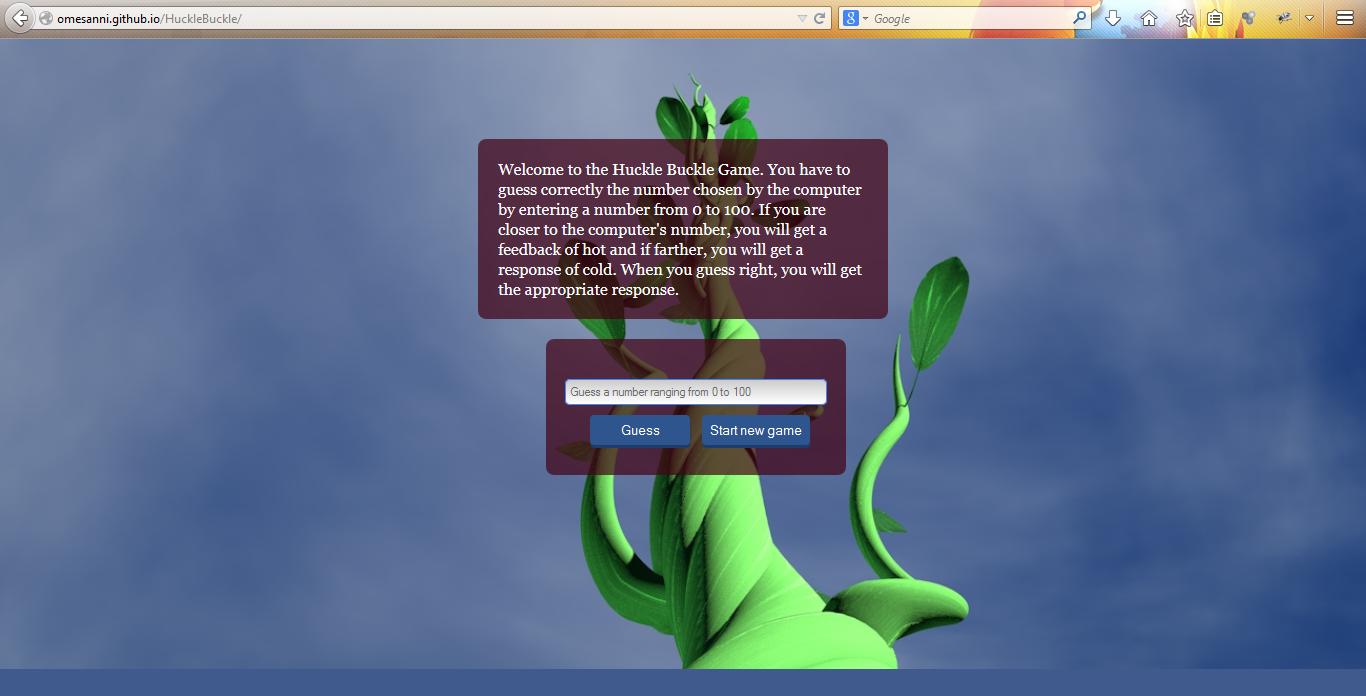 omesanni.github.io/HuckleBuckle/
Google
Welcome to the Huckle Buckle Game. You have to
guess correctly the number chosen by the computer
by entering a number from 0 to 100. If you are
closer to the computer's number, you will get a
feedback of hot and if farther, you will get a
response of cold. When you guess right, you will get
the appropriate response.
Guess a number ranging from 0 to 100
Guess
Start new game